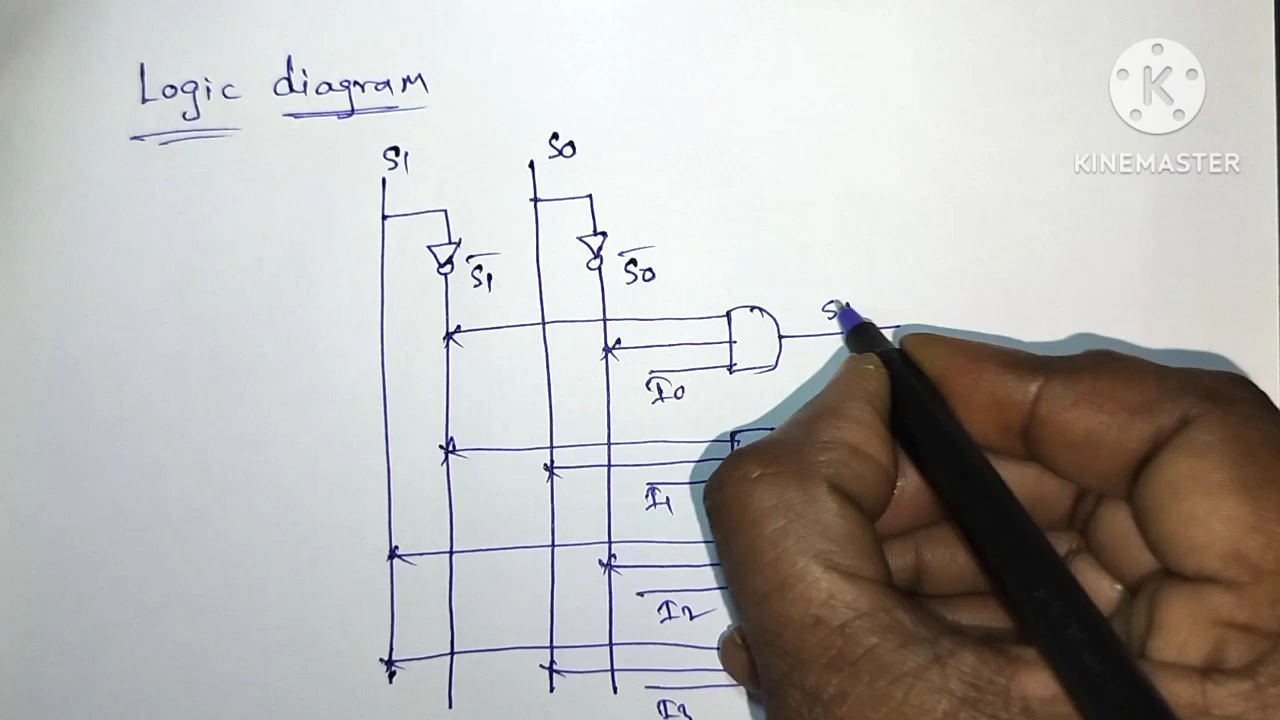 Logic diagram
S1 S0
S̅1 S̅0
I0
I1
I2
I3
K
KINEMASTER